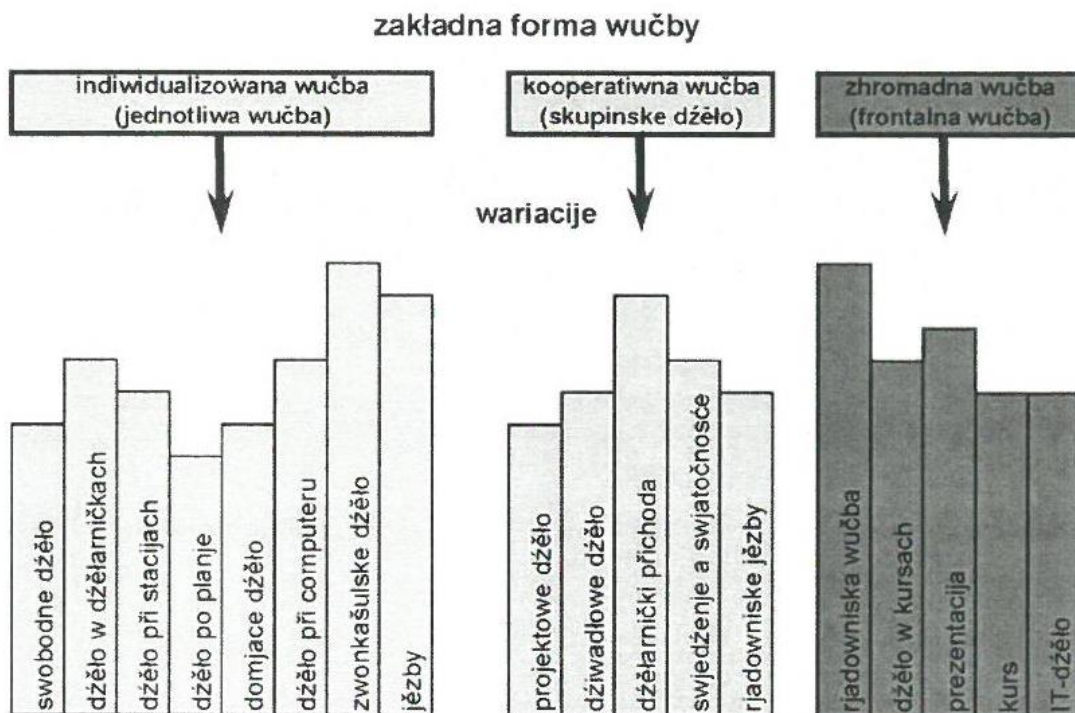 zakładna forma wučby
indiwidualizowana wučba
(jednotliwa wučba)
kooperatiwna wučba
(skupinske dźěło)
zhromadna wučba
(frontalna wučba)
wariacije
swobodne dźěło
dźěło w dźěłarničkach
dźěło při stacijach
dźěło po planje
domjace dźěło
dźěło při computeru
zwonkašulske dźěło
jězby
projektowe dźěło
dźiwadłowe dźěło
dźěłarnički přichoda
swjedźenje a swjatočnosće
rjadowniske jězby
rjadowniska wučba
dźěło w kursach
prezentacija
kurs
IT-dźěło